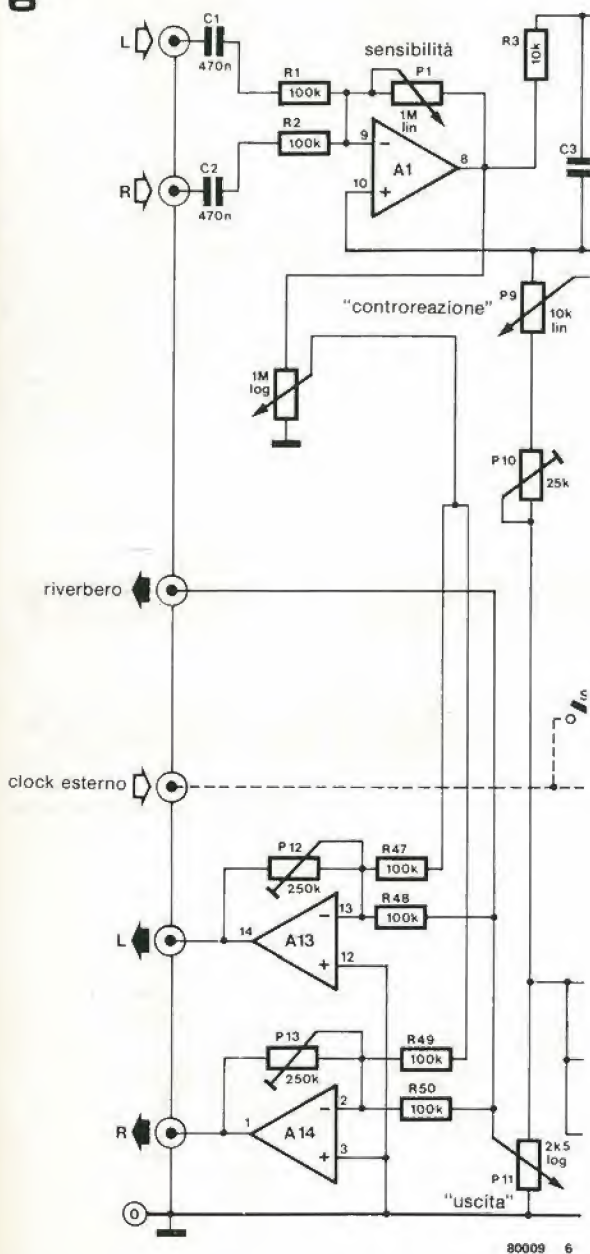 6
L
C1
470n
R1
100k
sensibilità
P1
1M
lin
R3
10k
R2
100k
9
-
A1
8
10
+
C3
R
C2
470n
"controreazione"
P9
10k
lin
1M
log
P10
25k
riverbero
S
clock esterno
P12
250k
R47
100k
L
14
A13
-
13
R48
100k
+
12
P13
250k
R49
100k
R
1
A14
-
2
R50
100k
+
3
2k5
log
P11
"uscita"
0
80009 6